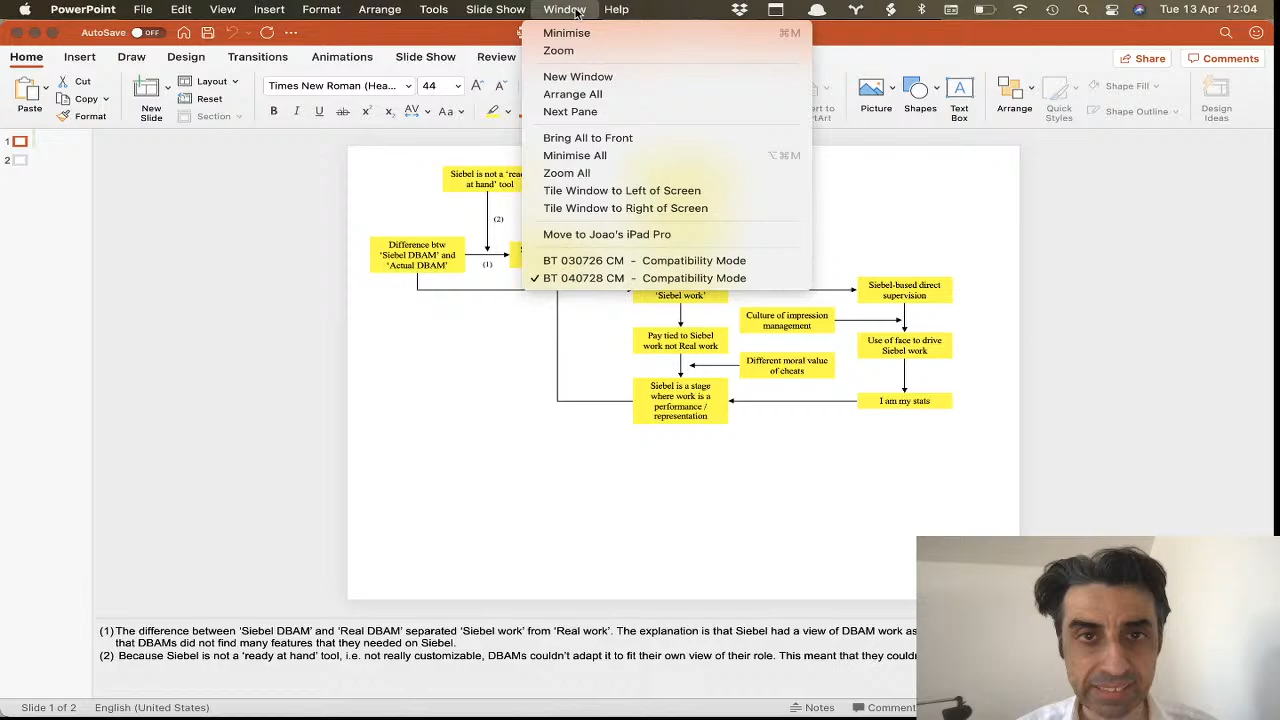 PowerPoint File Edit View Insert Format Arrange Tools Slide Show Window Help Tue 13 Apr 12:04
AutoSave OFF
Home Insert Draw Design Transitions Animations Slide Show Review Share Comments
Paste Cut Copy Format
New Slide Layout Reset Section
Times New Roman (Hea... 44
B I U ab x² x₂ AV Aa
Picture Shapes Text Box Arrange Quick Styles Shape Fill Shape Outline Design Ideas
Minimise ⌘M
Zoom
New Window
Arrange All
Next Pane
Bring All to Front
Minimise All ⌥⌘M
Zoom All
Tile Window to Left of Screen
Tile Window to Right of Screen
Move to Joao's iPad Pro
BT 030726 CM - Compatibility Mode
✓ BT 040728 CM - Compatibility Mode
1
2
Siebel is not a
at hand' tool
(2)
Difference btw
'Siebel DBAM' and
'Actual DBAM'
(1)
'Siebel work'
Pay tied to Siebel
work not Real work
Siebel is a stage
where work is a
performance /
representation
Culture of impression
management
Different moral value
of cheats
Siebel-based direct
supervision
Use of face to drive
Siebel work
I am my stats
(1) The difference between 'Siebel DBAM' and 'Real DBAM' separated 'Siebel work' from 'Real work'. The explanation is that Siebel had a view of DBAM work as
that DBAMs did not find many features that they needed on Siebel.
(2) Because Siebel is not a 'ready at hand' tool, i.e. not really customizable, DBAMs couldn't adapt it to fit their own view of their role. This meant that they
Slide 1 of 2 English (United States) Notes